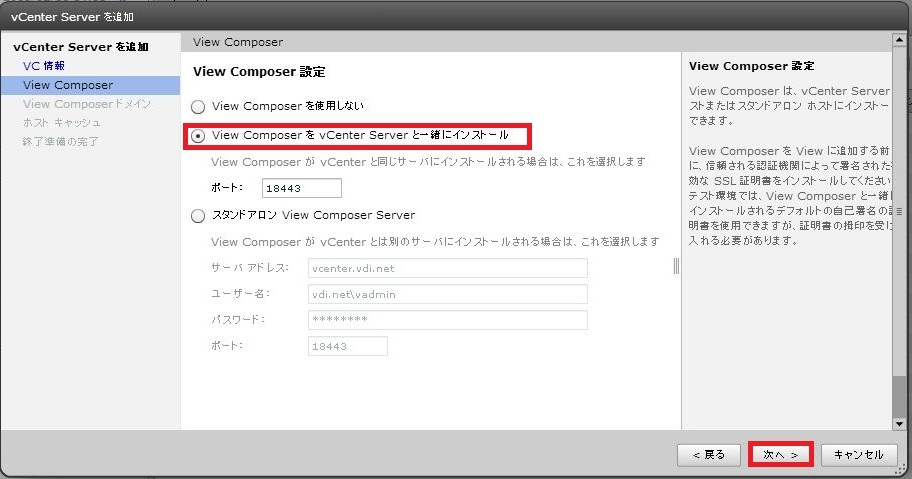 vCenter Server を追加
vCenter Server を追加
VC 情報
View Composer
View Composerドメイン
ホスト キャッシュ
終了準備の完了
View Composer
View Composer 設定
View Composer を使用しない
View Composer を vCenter Server と一緒にインストール
View Composer が vCenter と同じサーバにインストールされる場合は、これを選択します
ポート: 18443
スタンドアロン View Composer Server
View Composer が vCenter とは別のサーバにインストールされる場合は、これを選択します
サーバ アドレス: vcenter.vdi.net
ユーザー名: vdi.net\vadmin
パスワード: ********
ポート: 18443
View Composer 設定
View Composer は、vCenter Server
ストまたはスタンドアロン ホストにインストー
できます。
View Composer を View に追加する前
に、信頼される認証機関によって署名された
効な SSL 証明書をインストールしてください
テスト環境では、View Composer と一緒に
インストールされるデフォルトの自己署名の
明書を使用できますが、証明書の拇印を受け
入れる必要があります。
< 戻る
次へ >
キャンセル